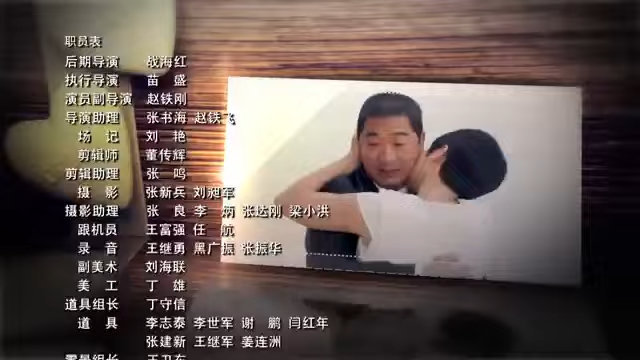 职员表
后期导演 战海红
执行导演 苗 盛
演员副导演 赵铁刚
导演助理 张书海 赵铁飞
场 记 刘 艳
剪辑师 董传辉
剪辑助理 张 鸣
摄 影 张新兵 刘昶军
摄影助理 张 良 李 炳 张达刚 梁小洪
跟机员 王富强 任 航
录 音 王继勇 黑广振 张振华
副美术 刘海联
美 工 丁 雄
道具组长 丁守信
道 具 李志泰 李世军 谢 鹏 闫红年
张建新 王继军 姜连洲